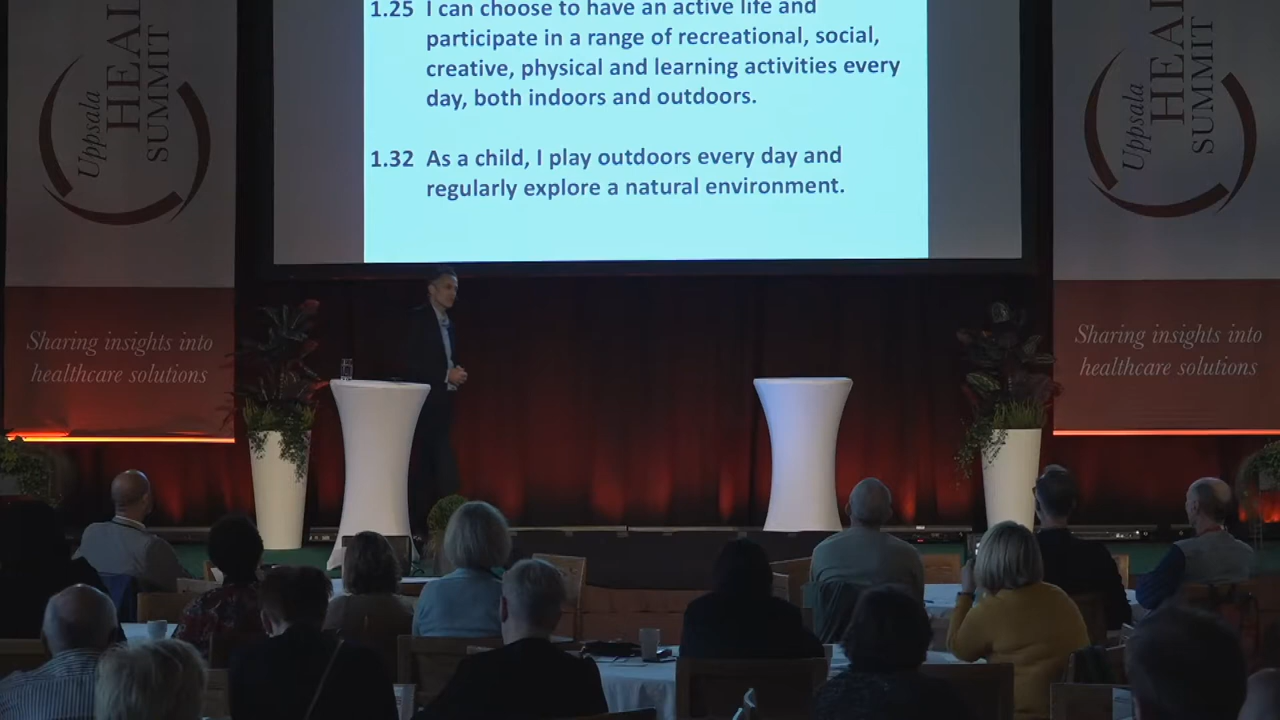 1.25 I can choose to have an active life and
participate in a range of recreational, social,
creative, physical and learning activities every
day, both indoors and outdoors.
1.32 As a child, I play outdoors every day and
regularly explore a natural environment.
Uppsala
SUMMIT
Sharing insights into
healthcare solutions
Uppsala
SUMMIT
Sharing insights into
healthcare solutions